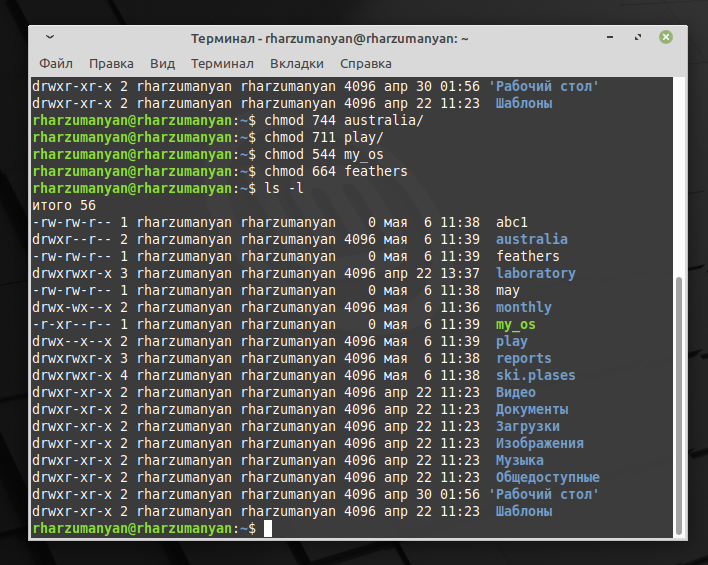 Терминал - rharzumanyan@rharzumanyan: ~
Файл Правка Вид Терминал Вкладки Справка
drwxr-xr-x 2 rharzumanyan rharzumanyan 4096 апр 30 01:56 'Рабочий стол'
drwxr-xr-x 2 rharzumanyan rharzumanyan 4096 апр 22 11:23  Шаблоны
rharzumanyan@rharzumanyan:~$ chmod 744 australia/
rharzumanyan@rharzumanyan:~$ chmod 711 play/
rharzumanyan@rharzumanyan:~$ chmod 544 my_os
rharzumanyan@rharzumanyan:~$ chmod 664 feathers
rharzumanyan@rharzumanyan:~$ ls -l
итого 56
-rw-rw-r-- 1 rharzumanyan rharzumanyan    0 мая  6 11:38  abc1
drwxr--r-- 2 rharzumanyan rharzumanyan 4096 мая  6 11:39  australia
-rw-rw-r-- 1 rharzumanyan rharzumanyan    0 мая  6 11:39  feathers
drwxrwxr-x 3 rharzumanyan rharzumanyan 4096 апр 22 13:37  laboratory
-rw-rw-r-- 1 rharzumanyan rharzumanyan    0 мая  6 11:38  may
drwx-wx--x 2 rharzumanyan rharzumanyan 4096 мая  6 11:36  monthly
-r-xr--r-- 1 rharzumanyan rharzumanyan    0 мая  6 11:39  my_os
drwx--x--x 2 rharzumanyan rharzumanyan 4096 мая  6 11:39  play
drwxrwxr-x 3 rharzumanyan rharzumanyan 4096 мая  6 11:38  reports
drwxrwxr-x 4 rharzumanyan rharzumanyan 4096 мая  6 11:38  ski.plases
drwxr-xr-x 2 rharzumanyan rharzumanyan 4096 апр 22 11:23  Видео
drwxr-xr-x 2 rharzumanyan rharzumanyan 4096 апр 22 11:23  Документы
drwxr-xr-x 2 rharzumanyan rharzumanyan 4096 апр 22 11:23  Загрузки
drwxr-xr-x 2 rharzumanyan rharzumanyan 4096 апр 22 11:23  Изображения
drwxr-xr-x 2 rharzumanyan rharzumanyan 4096 апр 22 11:23  Музыка
drwxr-xr-x 2 rharzumanyan rharzumanyan 4096 апр 22 11:23  Общедоступные
drwxr-xr-x 2 rharzumanyan rharzumanyan 4096 апр 30 01:56 'Рабочий стол'
drwxr-xr-x 2 rharzumanyan rharzumanyan 4096 апр 22 11:23  Шаблоны
rharzumanyan@rharzumanyan:~$